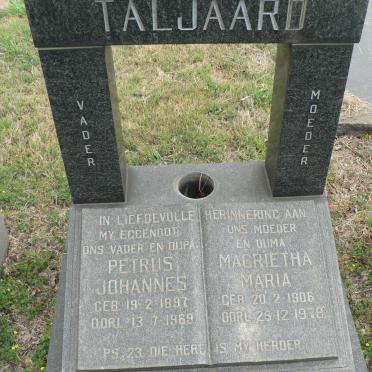 TALJAARD
VADER
MOEDER
IN LIEFDEVOLLE HERINNERING AAN
MY EGGENOOT
ONS VADER EN OUPA
PETRUS
JOHANNES
GEB. 19·2·1897
OORL. 13·7·1969
ONS MOEDER
EN OUMA
MAGRIETHA
MARIA
GEB. 20·2·1906
OORL. 26·12·1978
PS. 23. DIE HERE IS MY HERDER